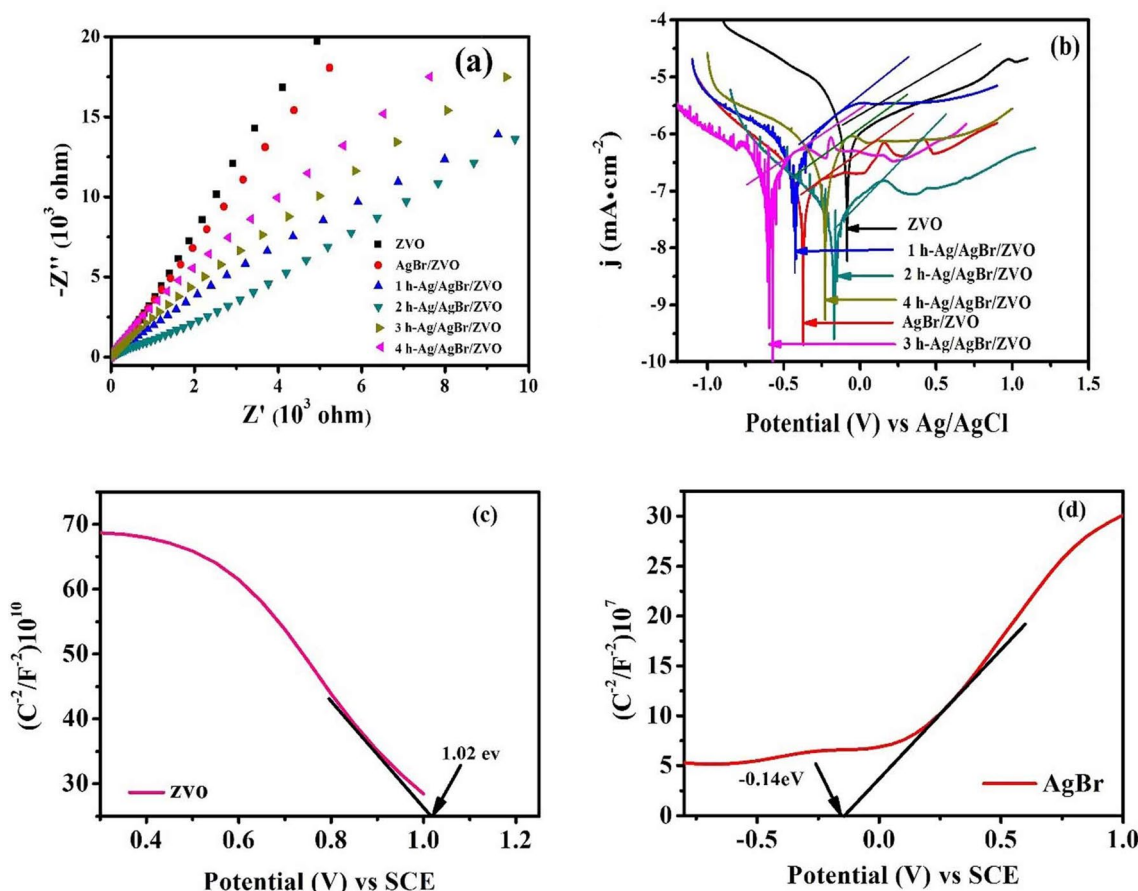 (a)
20
15
10
5
0
-Z'' (10³ ohm)
ZVO
AgBr/ZVO
1 h-Ag/AgBr/ZVO
2 h-Ag/AgBr/ZVO
3 h-Ag/AgBr/ZVO
4 h-Ag/AgBr/ZVO
0 2 4 6 8 10
Z' (10³ ohm)
(b)
-4
-5
-6
-7
-8
-9
-10
j (mA•cm⁻²)
ZVO
1 h-Ag/AgBr/ZVO
2 h-Ag/AgBr/ZVO
4 h-Ag/AgBr/ZVO
AgBr/ZVO
3 h-Ag/AgBr/ZVO
-1.0 -0.5 0.0 0.5 1.0 1.5
Potential (V) vs Ag/AgCl
(c)
70
60
50
40
30
(C⁻²/F⁻²)10¹⁰
1.02 ev
zvo
0.4 0.6 0.8 1.0 1.2
Potential (V) vs SCE
(d)
30
25
20
15
10
5
0
(C⁻²/F⁻²)10⁷
-0.14eV
AgBr
-0.5 0.0 0.5 1.0
Potential (V) vs SCE